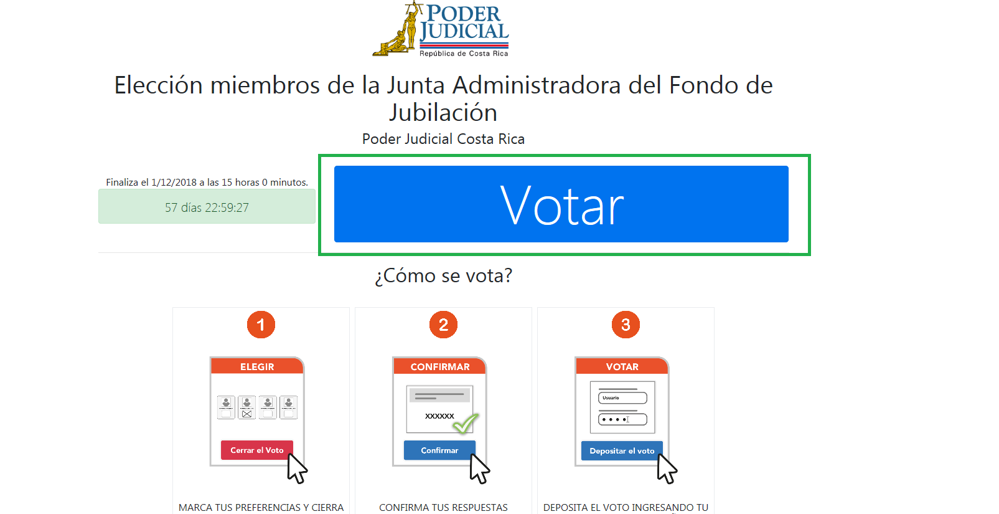 PODER
JUDICIAL
República de Costa Rica
Elección miembros de la Junta Administradora del Fondo de
Jubilación
Poder Judicial Costa Rica
Finaliza el 1/12/2018 a las 15 horas 0 minutos.
57 días 22:59:27
Votar
¿Cómo se vota?
1
ELEGIR
Cerrar el Voto
MARCA TUS PREFERENCIAS Y CIERRA
2
CONFIRMAR
XXXXXX
Confirmar
CONFIRMA TUS RESPUESTAS
3
VOTAR
Usuario
Depositar el voto
DEPOSITA EL VOTO INGRESANDO TU